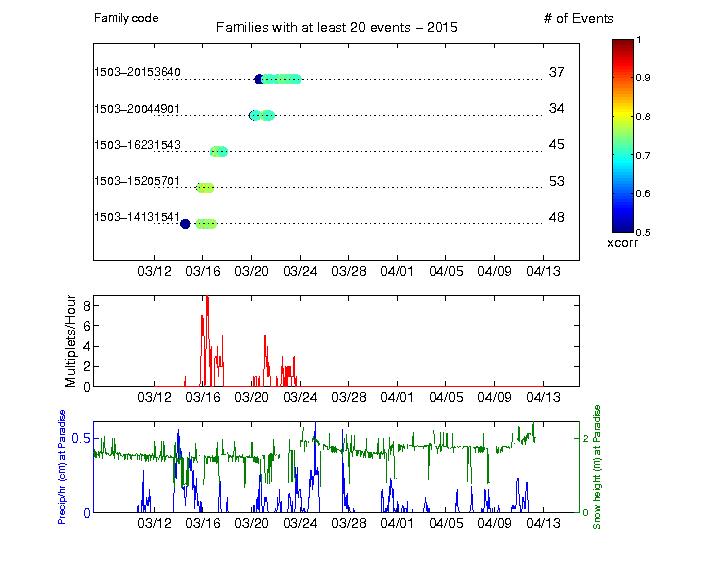 Family code
Families with at least 20 events – 2015
# of Events
1503–20153640 37
1503–20044901 34
1503–16231543 45
1503–15205701 53
1503–14131541 48
03/12 03/16 03/20 03/24 03/28 04/01 04/05 04/09 04/13
1
0.9
0.8
0.7
0.6
0.5
xcorr
Multiplets/Hour
8
6
4
2
0
03/12 03/16 03/20 03/24 03/28 04/01 04/05 04/09 04/13
Precip/hr (cm) at Paradise
0.5
0
2
0
Snow height (m) at Paradise
03/12 03/16 03/20 03/24 03/28 04/01 04/05 04/09 04/13